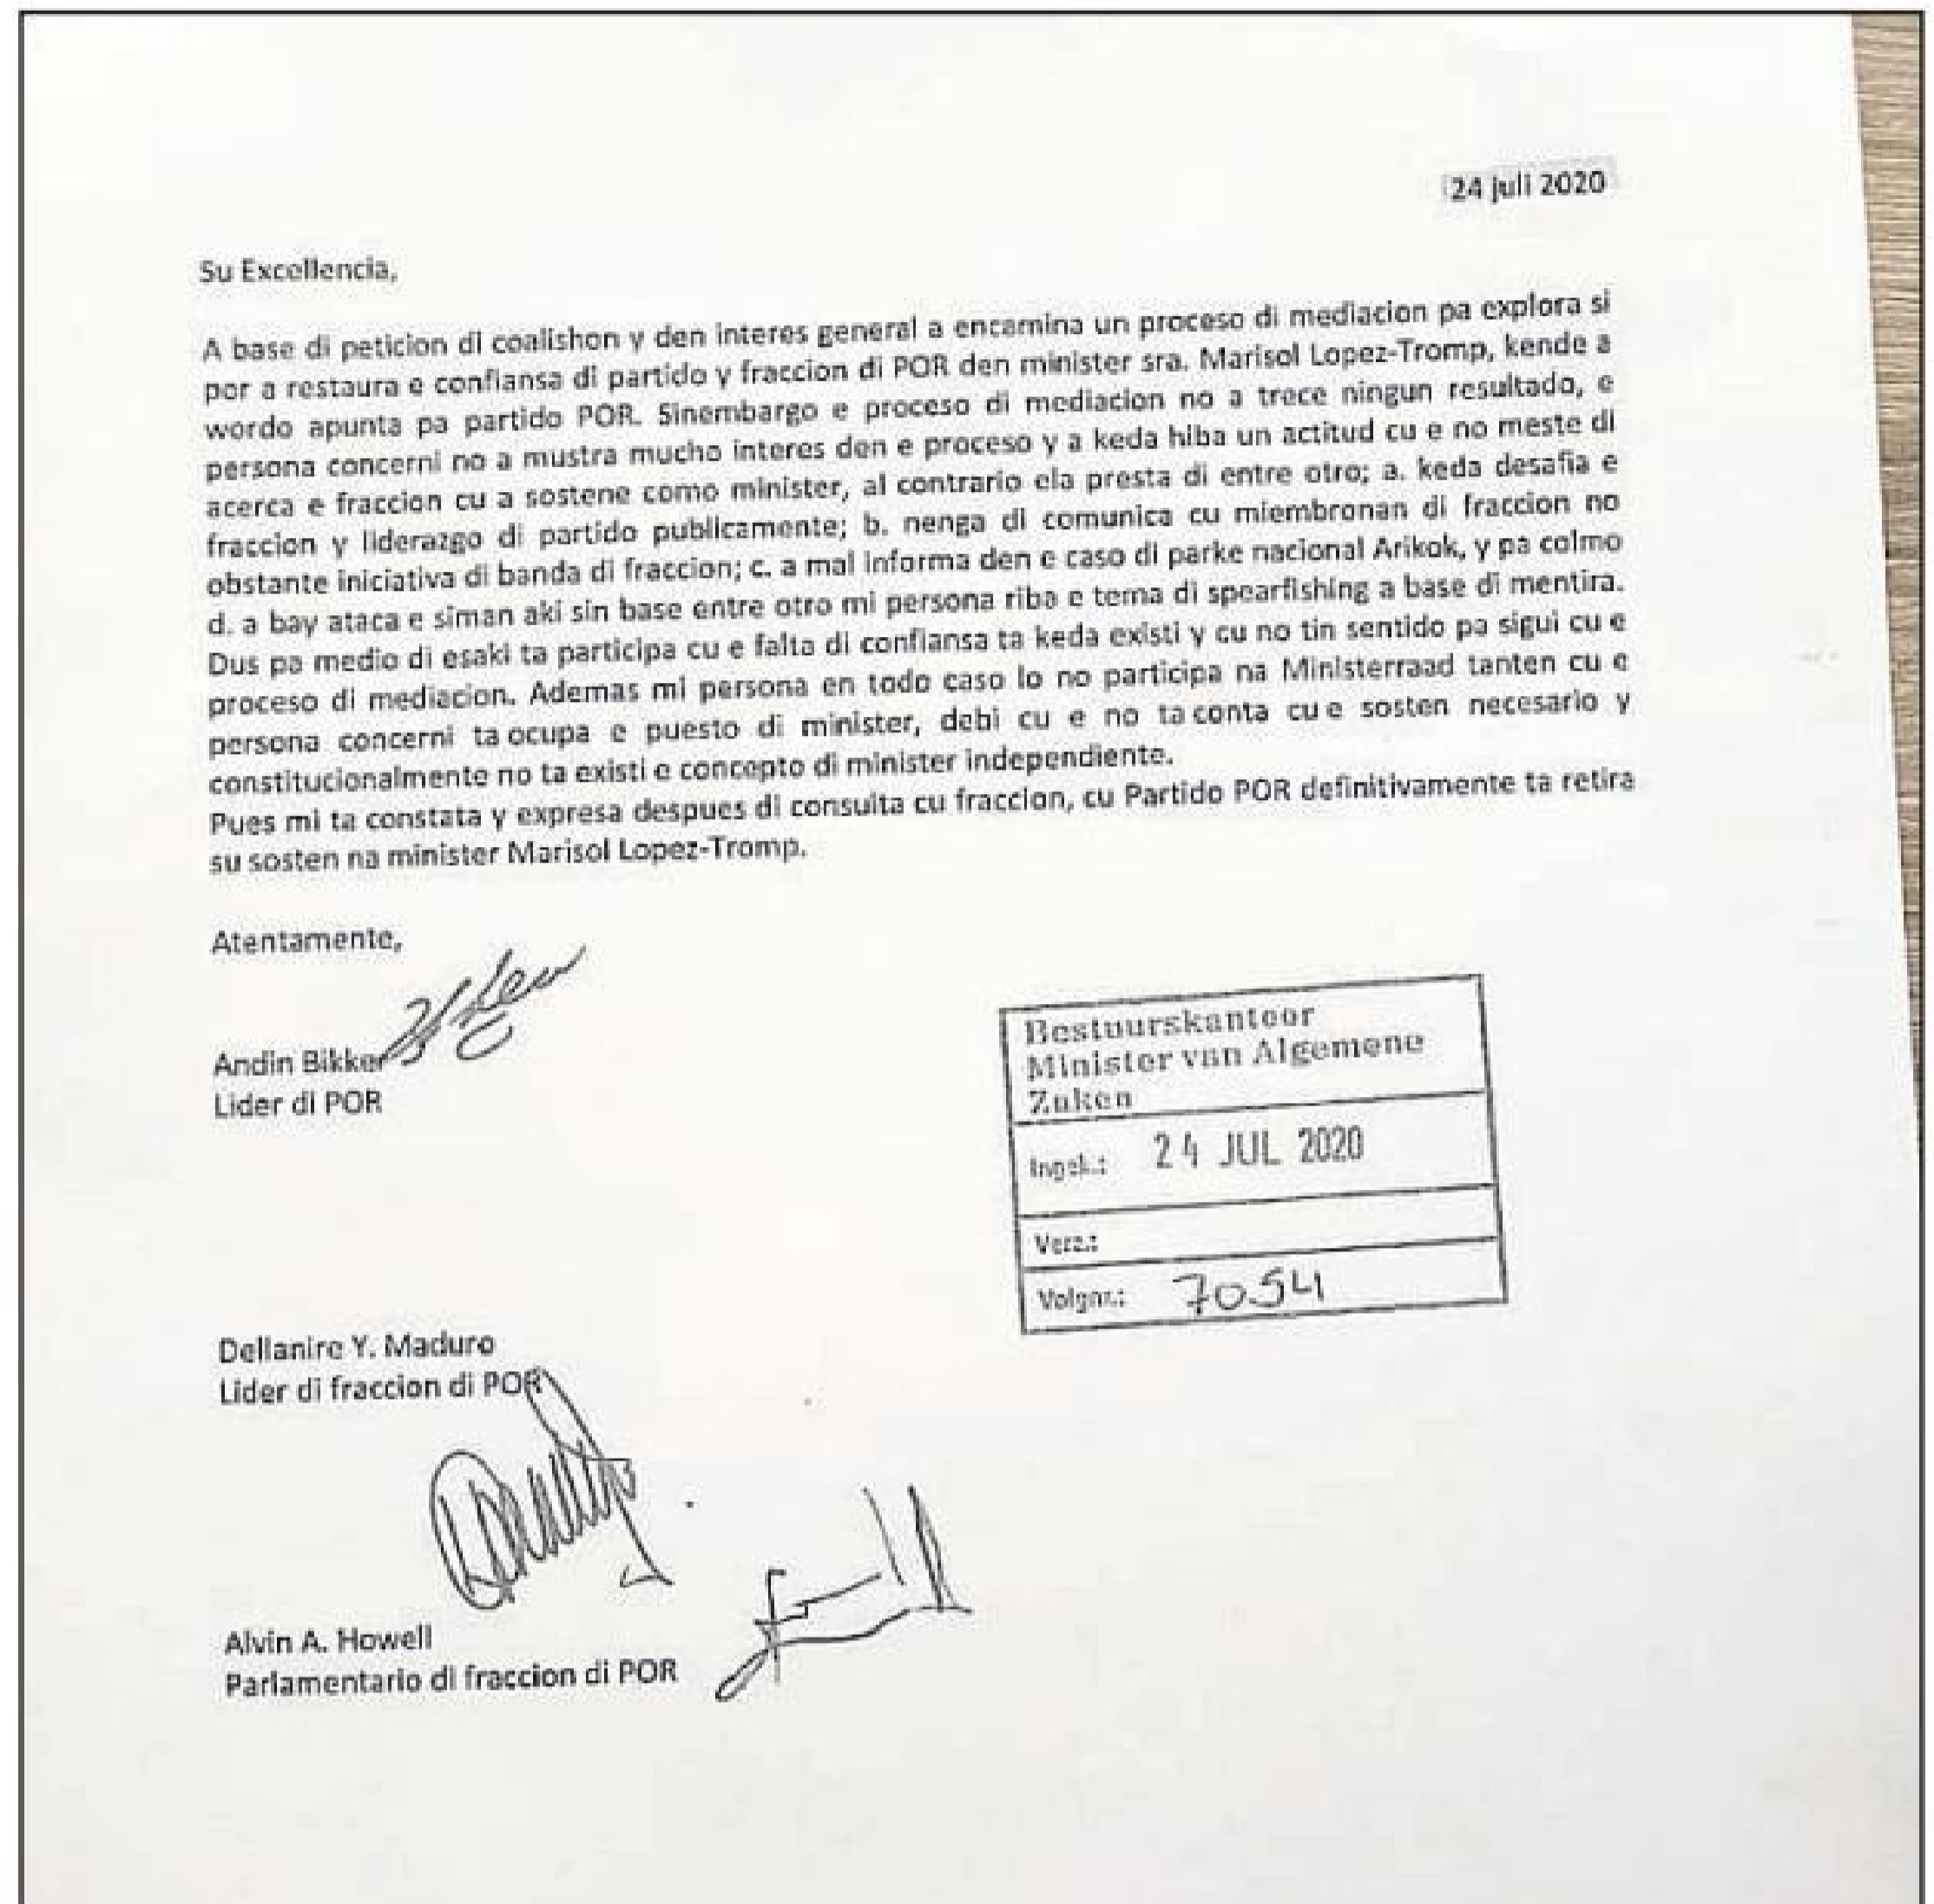 24 juli 2020
Su Excellencia,
A base di peticion di coalishon y den interes general a encamina un proceso di mediacion pa explora si
por a restaura e confiansa di partido y fraccion di POR den minister sra. Marisol Lopez-Tromp, kende a
wordo apunta pa partido POR. Sinembargo e proceso di mediacion no a trece ningun resultado, e
persona concerni no a mustra mucho interes den e proceso y a keda hiba un actitud cu e no meste di
acerca e fraccion cu a sostene como minister, al contrario ela presta di entre otro; a. keda desafia e
fraccion y liderazgo di partido publicamente; b. nenga di comunica cu miembronan di fraccion no
obstante iniciativa di banda di fraccion; c. a mal informa den e caso di parke nacional Arikok, y pa colmo
d. a bay ataca e siman aki sin base entre otro mi persona riba e tema di spearfishing a base di mentira.
Dus pa medio di esaki ta participa cu e falta di confiansa ta keda existi y cu no tin sentido pa sigui cu e
proceso di mediacion. Ademas mi persona en todo caso lo no participa na Ministerraad tanten cu e
persona concerni ta ocupa e puesto di minister, debi cu e no ta conta cu e sosten necesario y
constitucionalmente no ta existi e concepto di minister independiente.
Pues mi ta constata y expresa despues di consulta cu fraccion, cu Partido POR definitivamente ta retira
su sosten na minister Marisol Lopez-Tromp.
Atentamente,
Andin Bikker
Lider di POR
Bestuurskantoor
Minister van Algemene
Zaken
Ingek.: 24 JUL 2020
Verz.:
Volgnr.: 7054
Dellanire Y. Maduro
Lider di fraccion di POR
Alvin A. Howell
Parlamentario di fraccion di POR